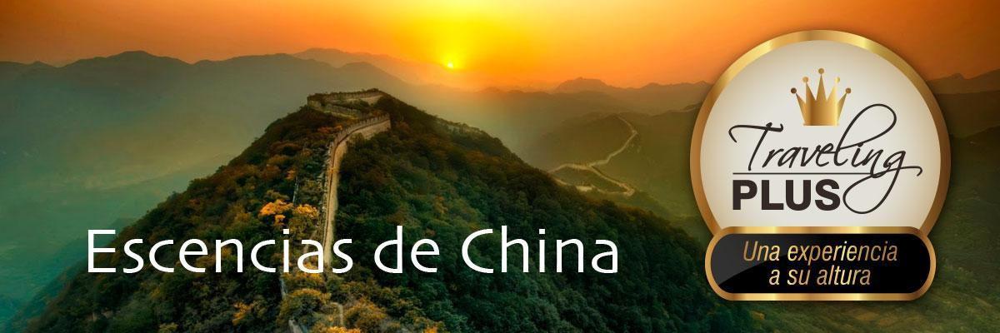 Escencias de China
Traveling
PLUS
Una experiencia
a su altura